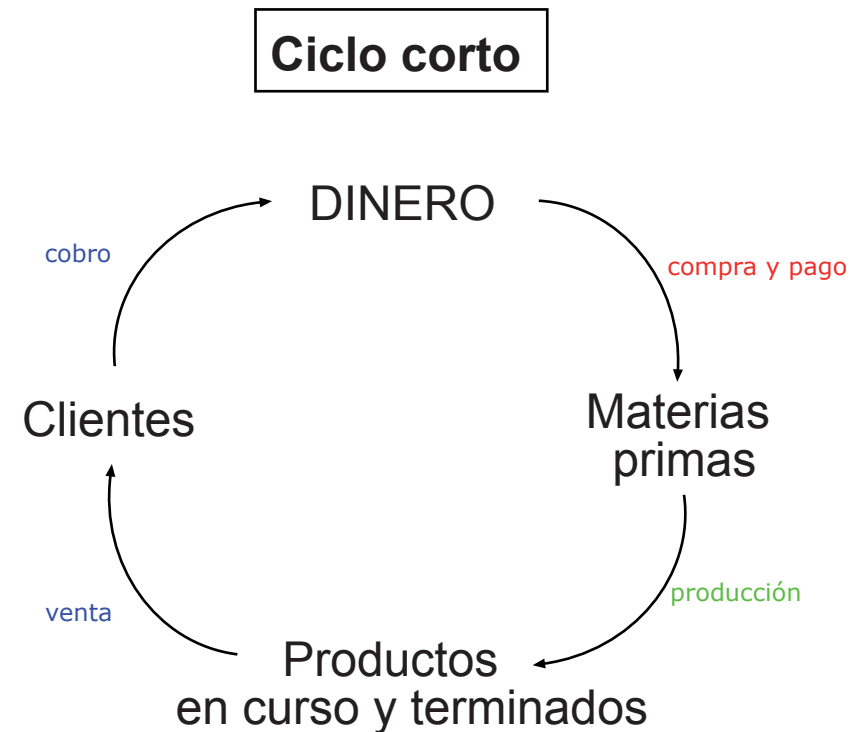 Ciclo corto
DINERO
cobro
compra y pago
Clientes
Materias
primas
producción
venta
Productos
en curso y terminados